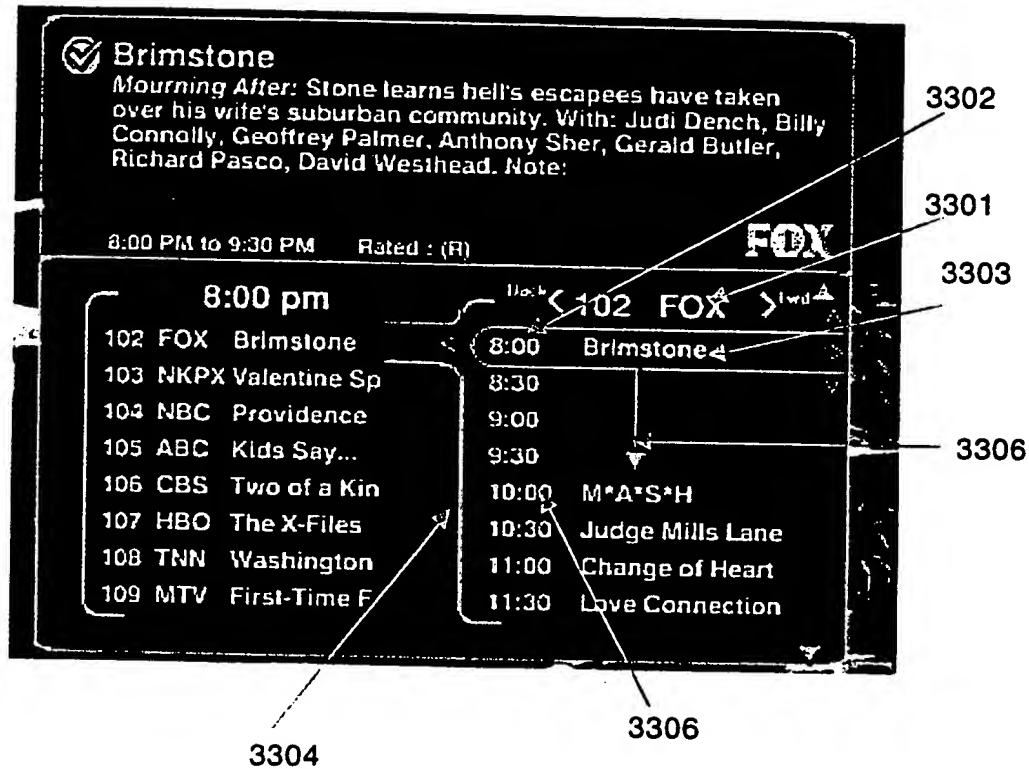 Brimstone
Mourning After: Stone learns hell's escapees have taken
over his wife's suburban community. With: Judi Dench, Billy
Connolly, Geoffrey Palmer, Anthony Sher, Gerald Butler,
Richard Pasco, David Westhead. Note:
8:00 PM to 9:30 PM Rated : (R)
FOX
8:00 pm
102 FOX Brimstone
103 NKPX Valentine Sp
104 NBC Providence
105 ABC Kids Say...
106 CBS Two of a Kin
107 HBO The X-Files
108 TNN Washington
109 MTV First-Time F
Back < 102 FOX > Fwd
8:00 Brimstone
8:30
9:00
9:30
10:00 M*A*S*H
10:30 Judge Mills Lane
11:00 Change of Heart
11:30 Love Connection
3302
3301
3303
3306
3306
3304